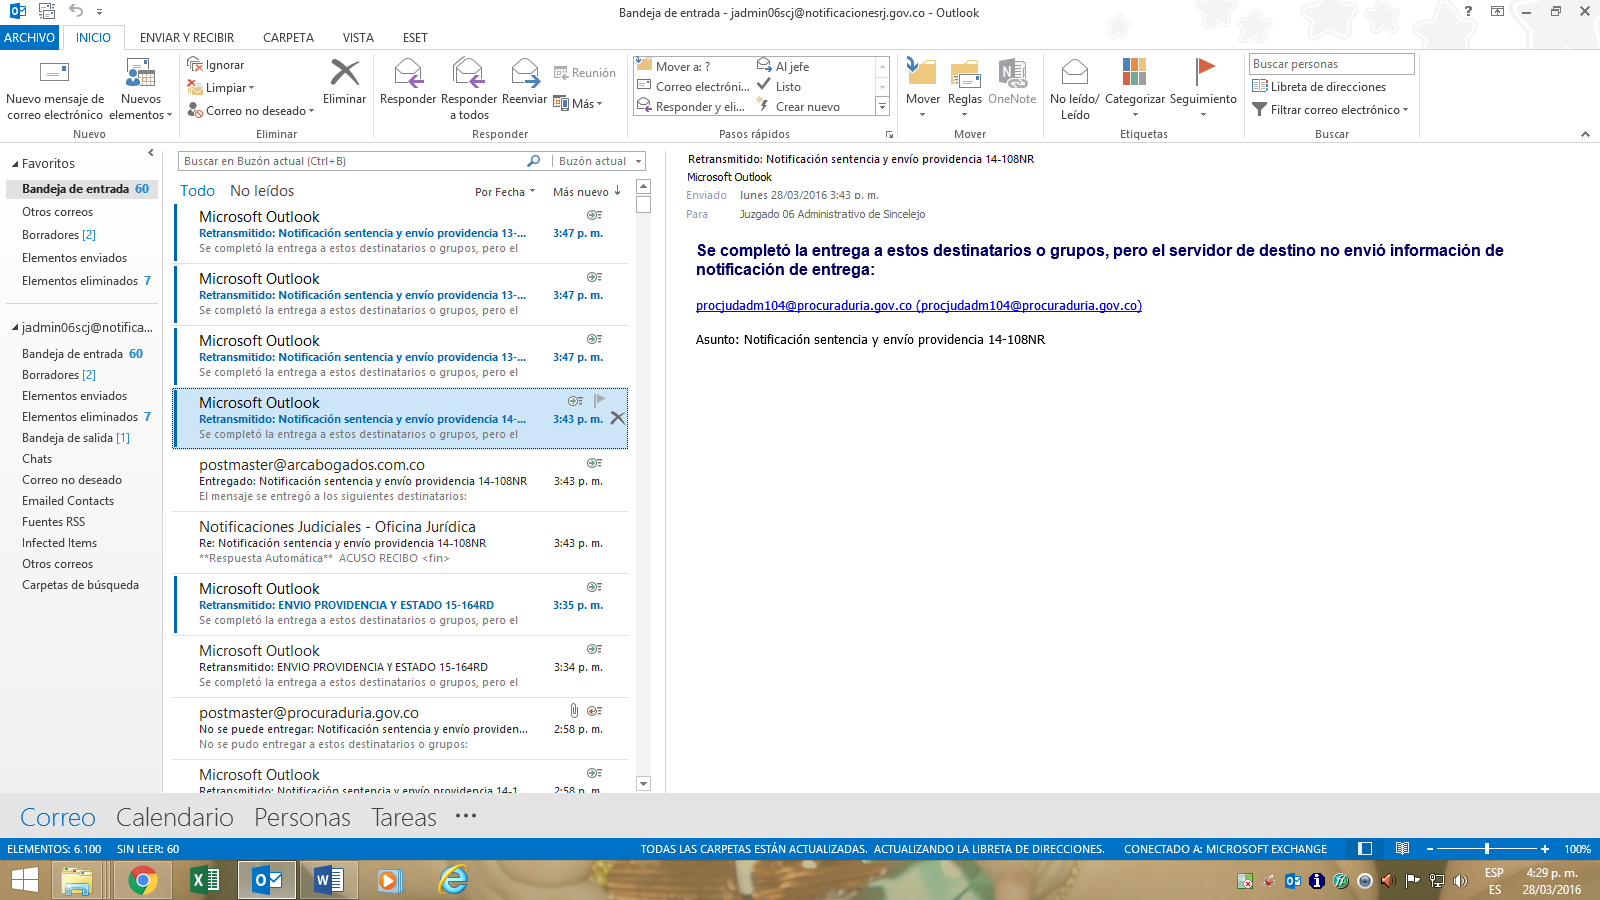 Bandeja de entrada - jadmin06scj@notificacionesrj.gov.co - Outlook
?
ARCHIVO INICIO ENVIAR Y RECIBIR CARPETA VISTA ESET
Nuevo mensaje de correo electrónico
Nuevos elementos
Nuevo
Ignorar
Limpiar
Correo no deseado
Eliminar
Eliminar
Responder
Responder a todos
Reenviar
Reunión
Más
Responder
Mover a: ?
Correo electróni...
Responder y eli...
Al jefe
Listo
Crear nuevo
Pasos rápidos
Mover
Reglas
OneNote
Mover
No leído/ Leído
Categorizar
Seguimiento
Etiquetas
Buscar personas
Libreta de direcciones
Filtrar correo electrónico
Buscar
Favoritos
Bandeja de entrada 60
Otros correos
Borradores [2]
Elementos enviados
Elementos eliminados 7
jadmin06scj@notifica...
Bandeja de entrada 60
Borradores [2]
Elementos enviados
Elementos eliminados 7
Bandeja de salida [1]
Chats
Correo no deseado
Emailed Contacts
Fuentes RSS
Infected Items
Otros correos
Carpetas de búsqueda
Buscar en Buzón actual (Ctrl+B)
Buzón actual
Todo No leídos
Por Fecha Más nuevo
Microsoft Outlook
Retransmitido: Notificación sentencia y envío providencia 13-... 3:47 p. m.
Se completó la entrega a estos destinatarios o grupos, pero el
Microsoft Outlook
Retransmitido: Notificación sentencia y envío providencia 13-... 3:47 p. m.
Se completó la entrega a estos destinatarios o grupos, pero el
Microsoft Outlook
Retransmitido: Notificación sentencia y envío providencia 13-... 3:47 p. m.
Se completó la entrega a estos destinatarios o grupos, pero el
Microsoft Outlook
Retransmitido: Notificación sentencia y envío providencia 14-... 3:43 p. m.
Se completó la entrega a estos destinatarios o grupos, pero el
postmaster@arcabogados.com.co
Entregado: Notificación sentencia y envío providencia 14-108NR 3:43 p. m.
El mensaje se entregó a los siguientes destinatarios:
Notificaciones Judiciales - Oficina Jurídica
Re: Notificación sentencia y envío providencia 14-108NR 3:43 p. m.
**Respuesta Automática** ACUSO RECIBO <fin>
Microsoft Outlook
Retransmitido: ENVIO PROVIDENCIA Y ESTADO 15-164RD 3:35 p. m.
Se completó la entrega a estos destinatarios o grupos, pero el
Microsoft Outlook
Retransmitido: ENVIO PROVIDENCIA Y ESTADO 15-164RD 3:34 p. m.
Se completó la entrega a estos destinatarios o grupos, pero el
postmaster@procuraduria.gov.co
No se puede entregar: Notificación sentencia y envío providen... 2:58 p. m.
No se pudo entregar a estos destinatarios o grupos:
Microsoft Outlook
Retransmitido: Notificación sentencia y envío providencia 14-1... 2:58 p. m.
Retransmitido: Notificación sentencia y envío providencia 14-108NR
Microsoft Outlook
Enviado lunes 28/03/2016 3:43 p. m.
Para Juzgado 06 Administrativo de Sincelejo
Se completó la entrega a estos destinatarios o grupos, pero el servidor de destino no envió información de
notificación de entrega:
procjudadm104@procuraduria.gov.co (procjudadm104@procuraduria.gov.co)
Asunto: Notificación sentencia y envío providencia 14-108NR
Correo Calendario Personas Tareas ...
ELEMENTOS: 6.100 SIN LEER: 60 TODAS LAS CARPETAS ESTÁN ACTUALIZADAS. ACTUALIZANDO LA LIBRETA DE DIRECCIONES. CONECTADO A: MICROSOFT EXCHANGE 100%
ESP
ES
4:29 p. m.
28/03/2016